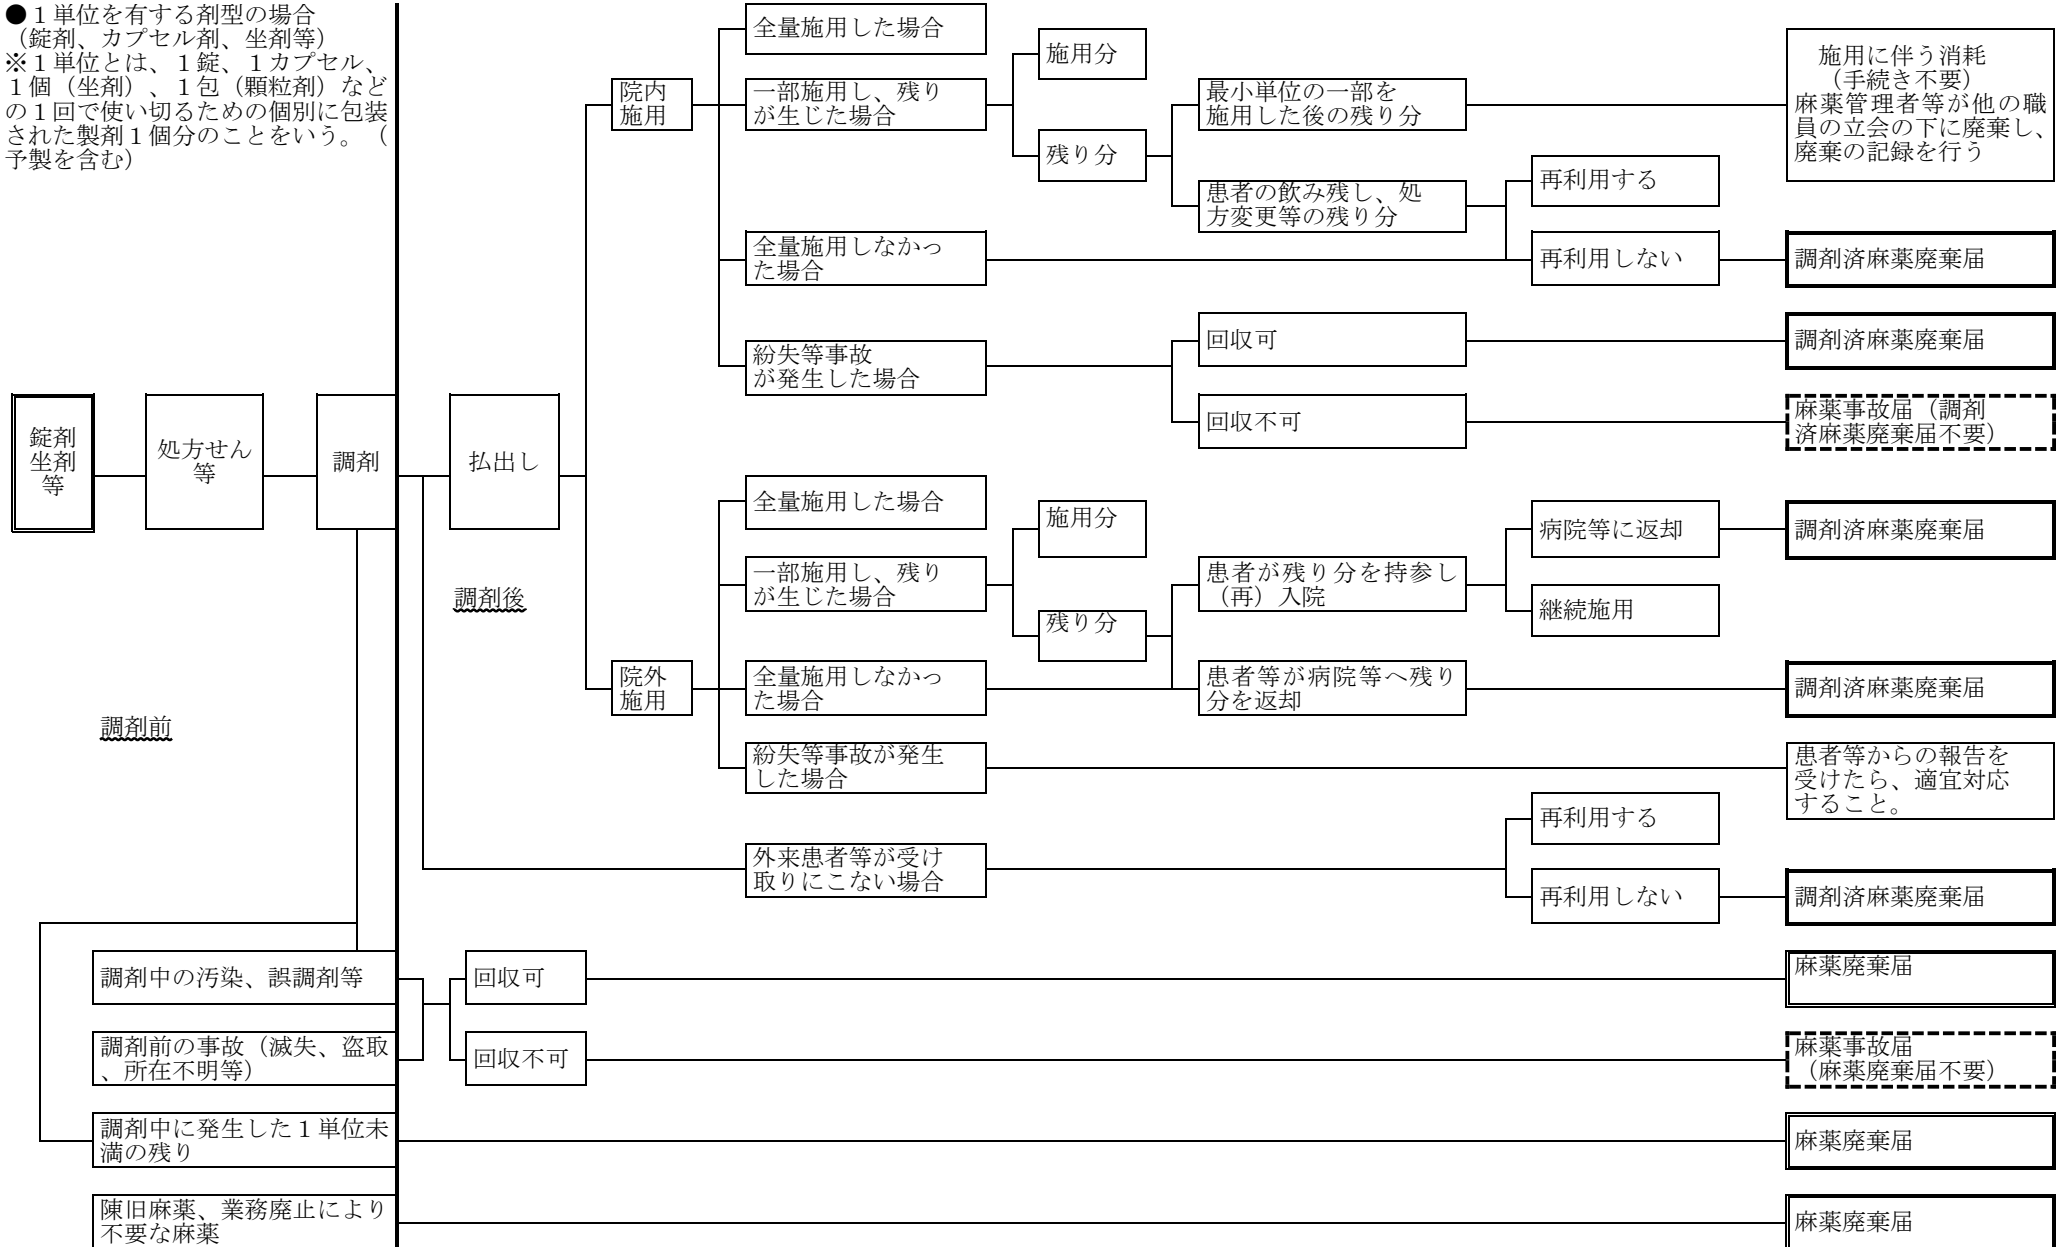 ●１単位を有する剤型の場合
（錠剤、カプセル剤、坐剤等）
※１単位とは、１錠、１カプセル、
１個（坐剤）、１包（顆粒剤）など
の１回で使い切るための個別に包装
された製剤１個分のことをいう。（
予製を含む）
錠剤
坐剤
等
処方せん
等
調剤
払出し
調剤前
調剤後
院内
施用
全量施用した場合
一部施用し、残り
が生じた場合
施用分
残り分
最小単位の一部を
施用した後の残り分
施用に伴う消耗
（手続き不要）
麻薬管理者等が他の職
員の立会の下に廃棄し、
廃棄の記録を行う
患者の飲み残し、処
方変更等の残り分
再利用する
全量施用しなかっ
た場合
再利用しない
調剤済麻薬廃棄届
紛失等事故
が発生した場合
回収可
調剤済麻薬廃棄届
回収不可
麻薬事故届（調剤
済麻薬廃棄届不要）
院外
施用
全量施用した場合
一部施用し、残り
が生じた場合
施用分
残り分
患者が残り分を持参し
（再）入院
病院等に返却
調剤済麻薬廃棄届
継続施用
全量施用しなかっ
た場合
患者等が病院等へ残り
分を返却
調剤済麻薬廃棄届
紛失等事故が発生
した場合
患者等からの報告を
受けたら、適宜対応
すること。
外来患者等が受け
取りにこない場合
再利用する
再利用しない
調剤済麻薬廃棄届
調剤中の汚染、誤調剤等
回収可
麻薬廃棄届
調剤前の事故（滅失、盗取
、所在不明等）
回収不可
麻薬事故届
（麻薬廃棄届不要）
調剤中に発生した１単位未
満の残り
麻薬廃棄届
陳旧麻薬、業務廃止により
不要な麻薬
麻薬廃棄届